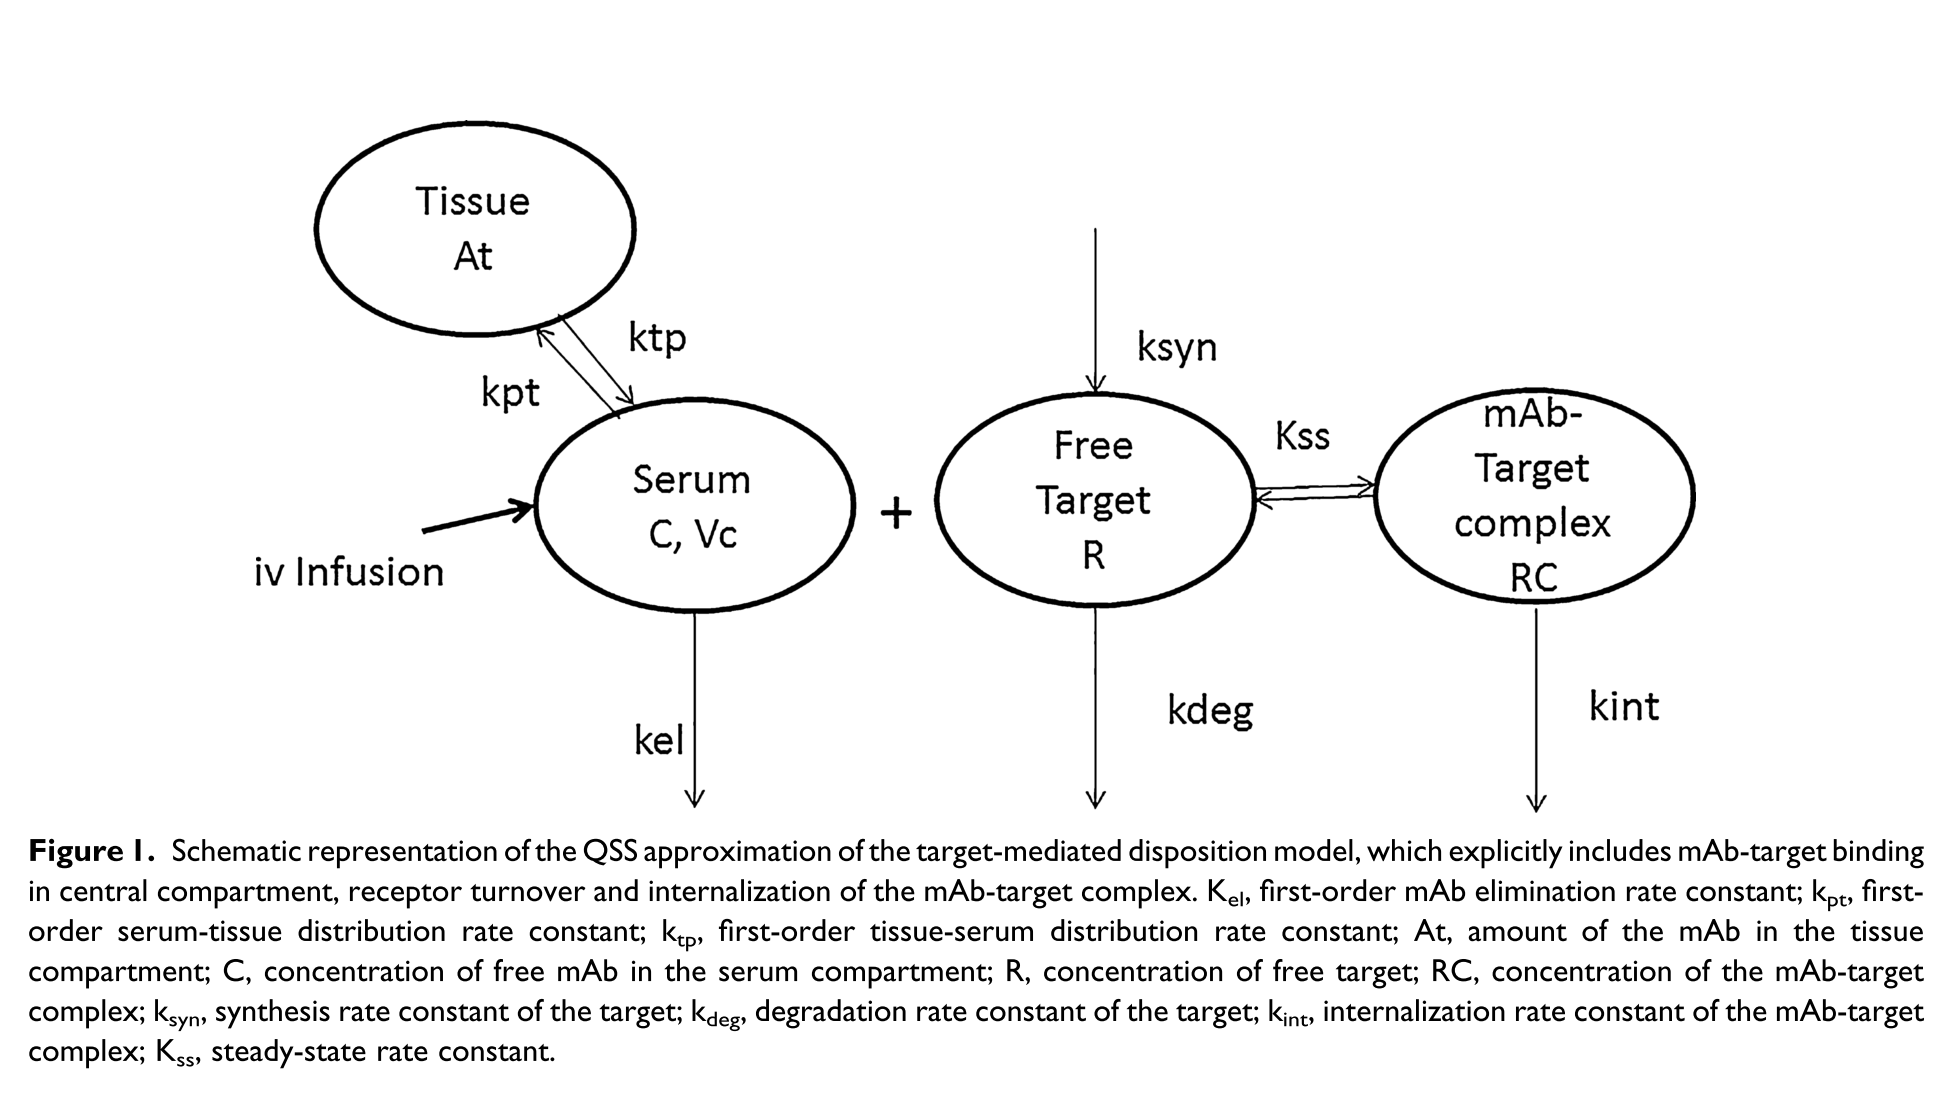 Tissue
At
ktp
kpt
ksyn
Serum
C, Vc
+
Free
Target
R
Kss
mAb-
Target
complex
RC
iv Infusion
kel
kdeg
kint
Figure 1. Schematic representation of the QSS approximation of the target-mediated disposition model, which explicitly includes mAb-target binding
in central compartment, receptor turnover and internalization of the mAb-target complex. Kel, first-order mAb elimination rate constant; kpt, first-
order serum-tissue distribution rate constant; ktp, first-order tissue-serum distribution rate constant; At, amount of the mAb in the tissue
compartment; C, concentration of free mAb in the serum compartment; R, concentration of free target; RC, concentration of the mAb-target
complex; ksyn, synthesis rate constant of the target; kdeg, degradation rate constant of the target; kint, internalization rate constant of the mAb-target
complex; Kss, steady-state rate constant.